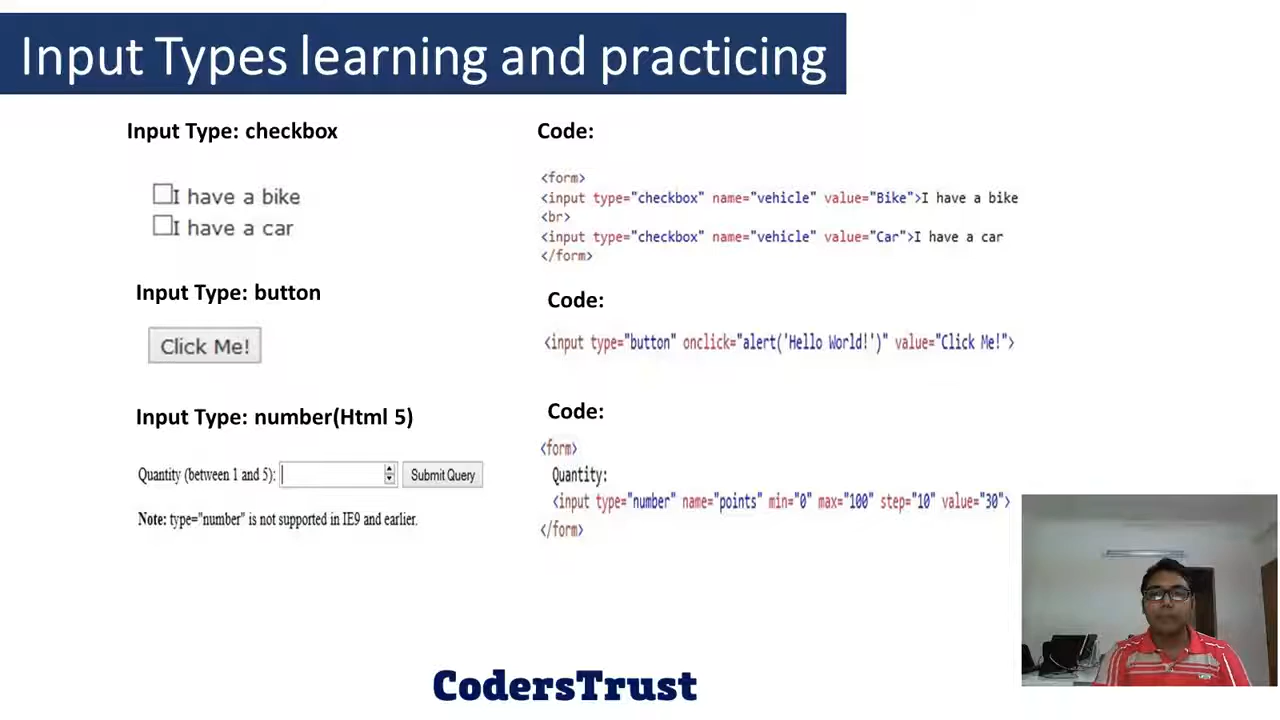 Input Types learning and practicing
Input Type: checkbox
Code:
I have a bike
I have a car
<form>
<input type="checkbox" name="vehicle" value="Bike">I have a bike
<br>
<input type="checkbox" name="vehicle" value="Car">I have a car
</form>
Input Type: button
Code:
Click Me!
<input type="button" onclick="alert('Hello World!')" value="Click Me!">
Input Type: number(Html 5)
Code:
Quantity (between 1 and 5):
Submit Query
Note: type="number" is not supported in IE9 and earlier.
<form>
Quantity:
<input type="number" name="points" min="0" max="100" step="10" value="30">
</form>
CodersTrust